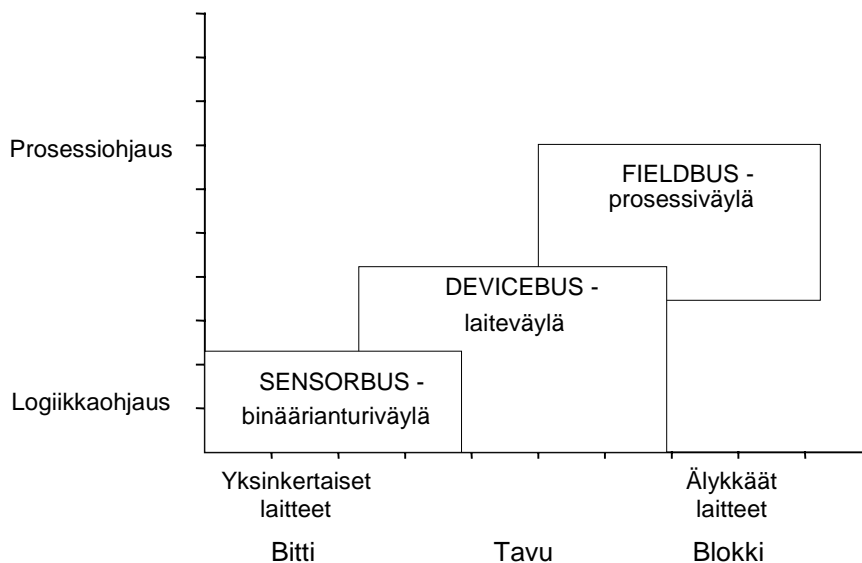 Prosessiohjaus
FIELDBUS -
prosessiväylä
DEVICEBUS -
laiteväylä
Logiikkaohjaus
SENSORBUS -
binäärianturiväylä
Yksinkertaiset
laitteet
Älykkäät
laitteet
Bitti
Tavu
Blokki